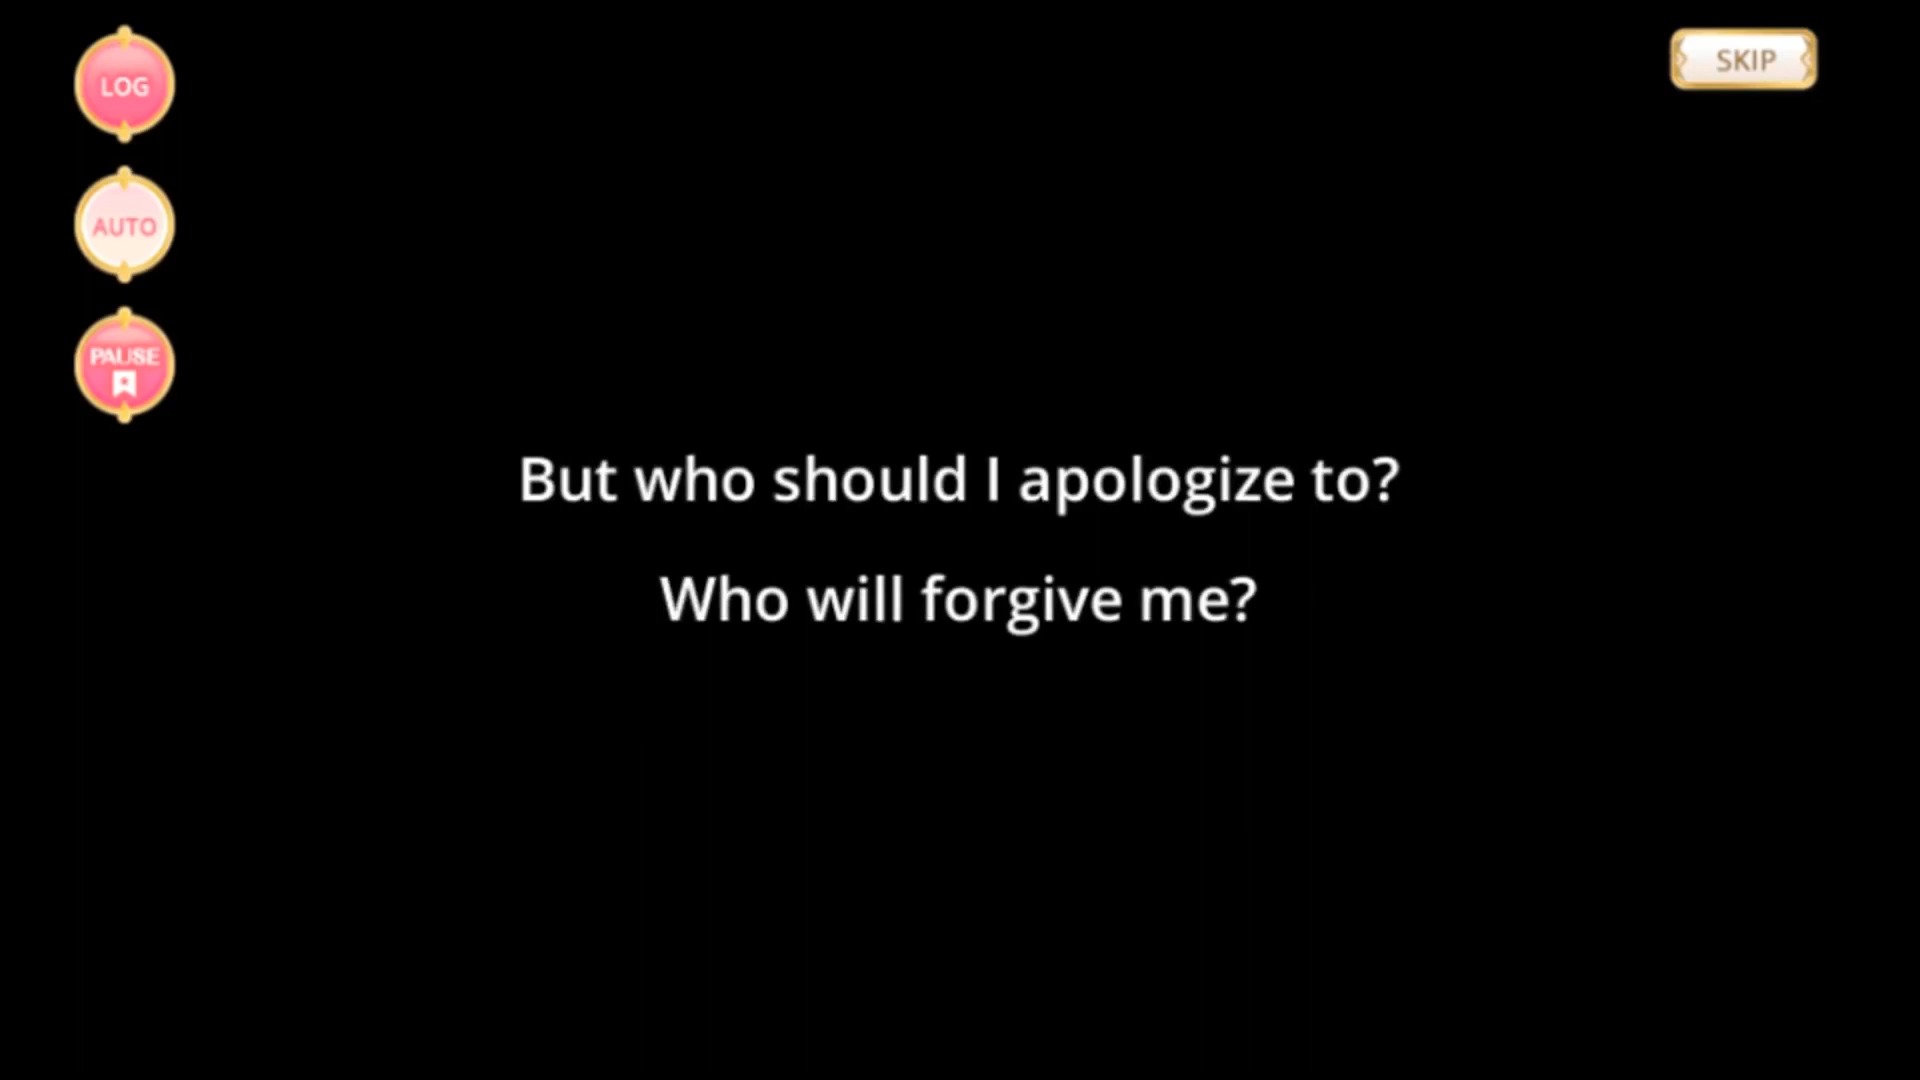 LOG
SKIP
AUTO
PAUSE
But who should I apologize to?
Who will forgive me?